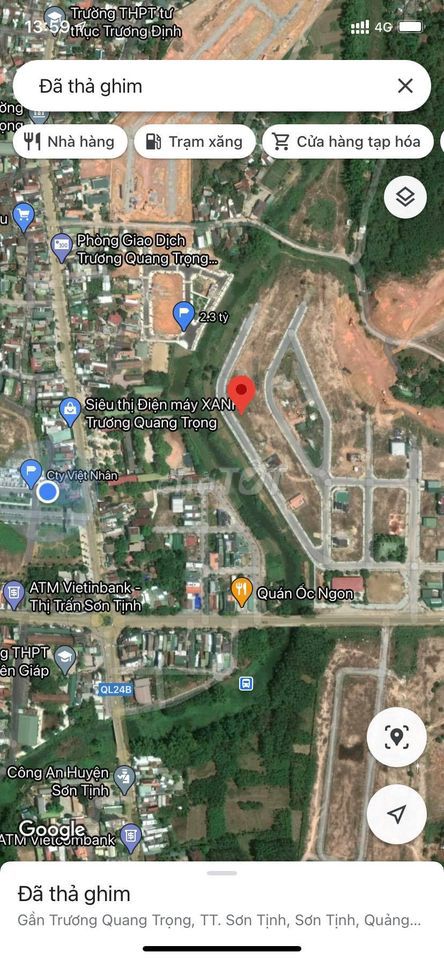 Trường THPT tư
thục Trương Định
13:59
4G
Đã thả ghim
Nhà hàng
Trạm xăng
Cửa hàng tạp hóa
Phòng Giao Dịch
Trương Quang Trọng...
2.3 tỷ
Siêu thị Điện máy XANH
Trương Quang Trọng
Cty Việt Nhân
ATM Vietinbank -
Thị Trấn Sơn Tịnh
Quán Ốc Ngon
g THPT
ên Giáp
QL24B
Công An Huyện
Sơn Tịnh
Google
ATM Vietcombank
Đã thả ghim
Gần Trương Quang Trọng, TT. Sơn Tịnh, Sơn Tịnh, Quảng...